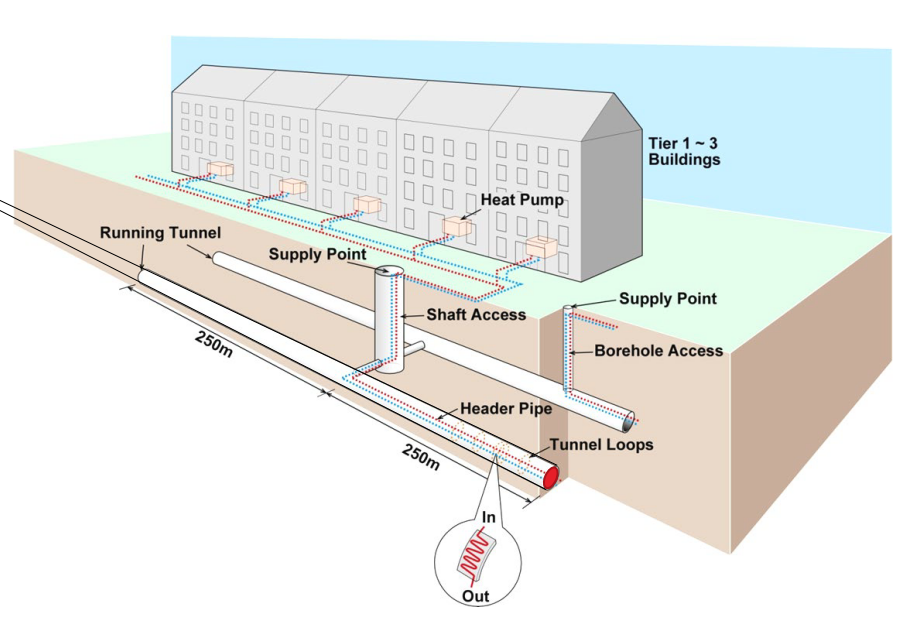 Tier 1 ~ 3
Buildings
Heat Pump
Running Tunnel
Supply Point
Supply Point
Shaft Access
Borehole Access
250m
Header Pipe
Tunnel Loops
250m
In
Out